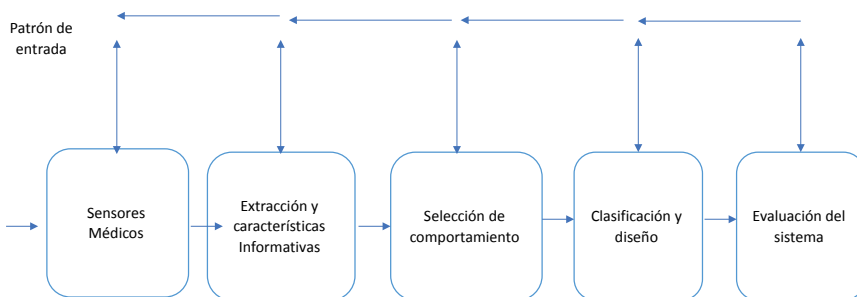 Patrón de
entrada
Sensores
Médicos
Extracción y
características
Informativas
Selección de
comportamiento
Clasificación y
diseño
Evaluación del
sistema